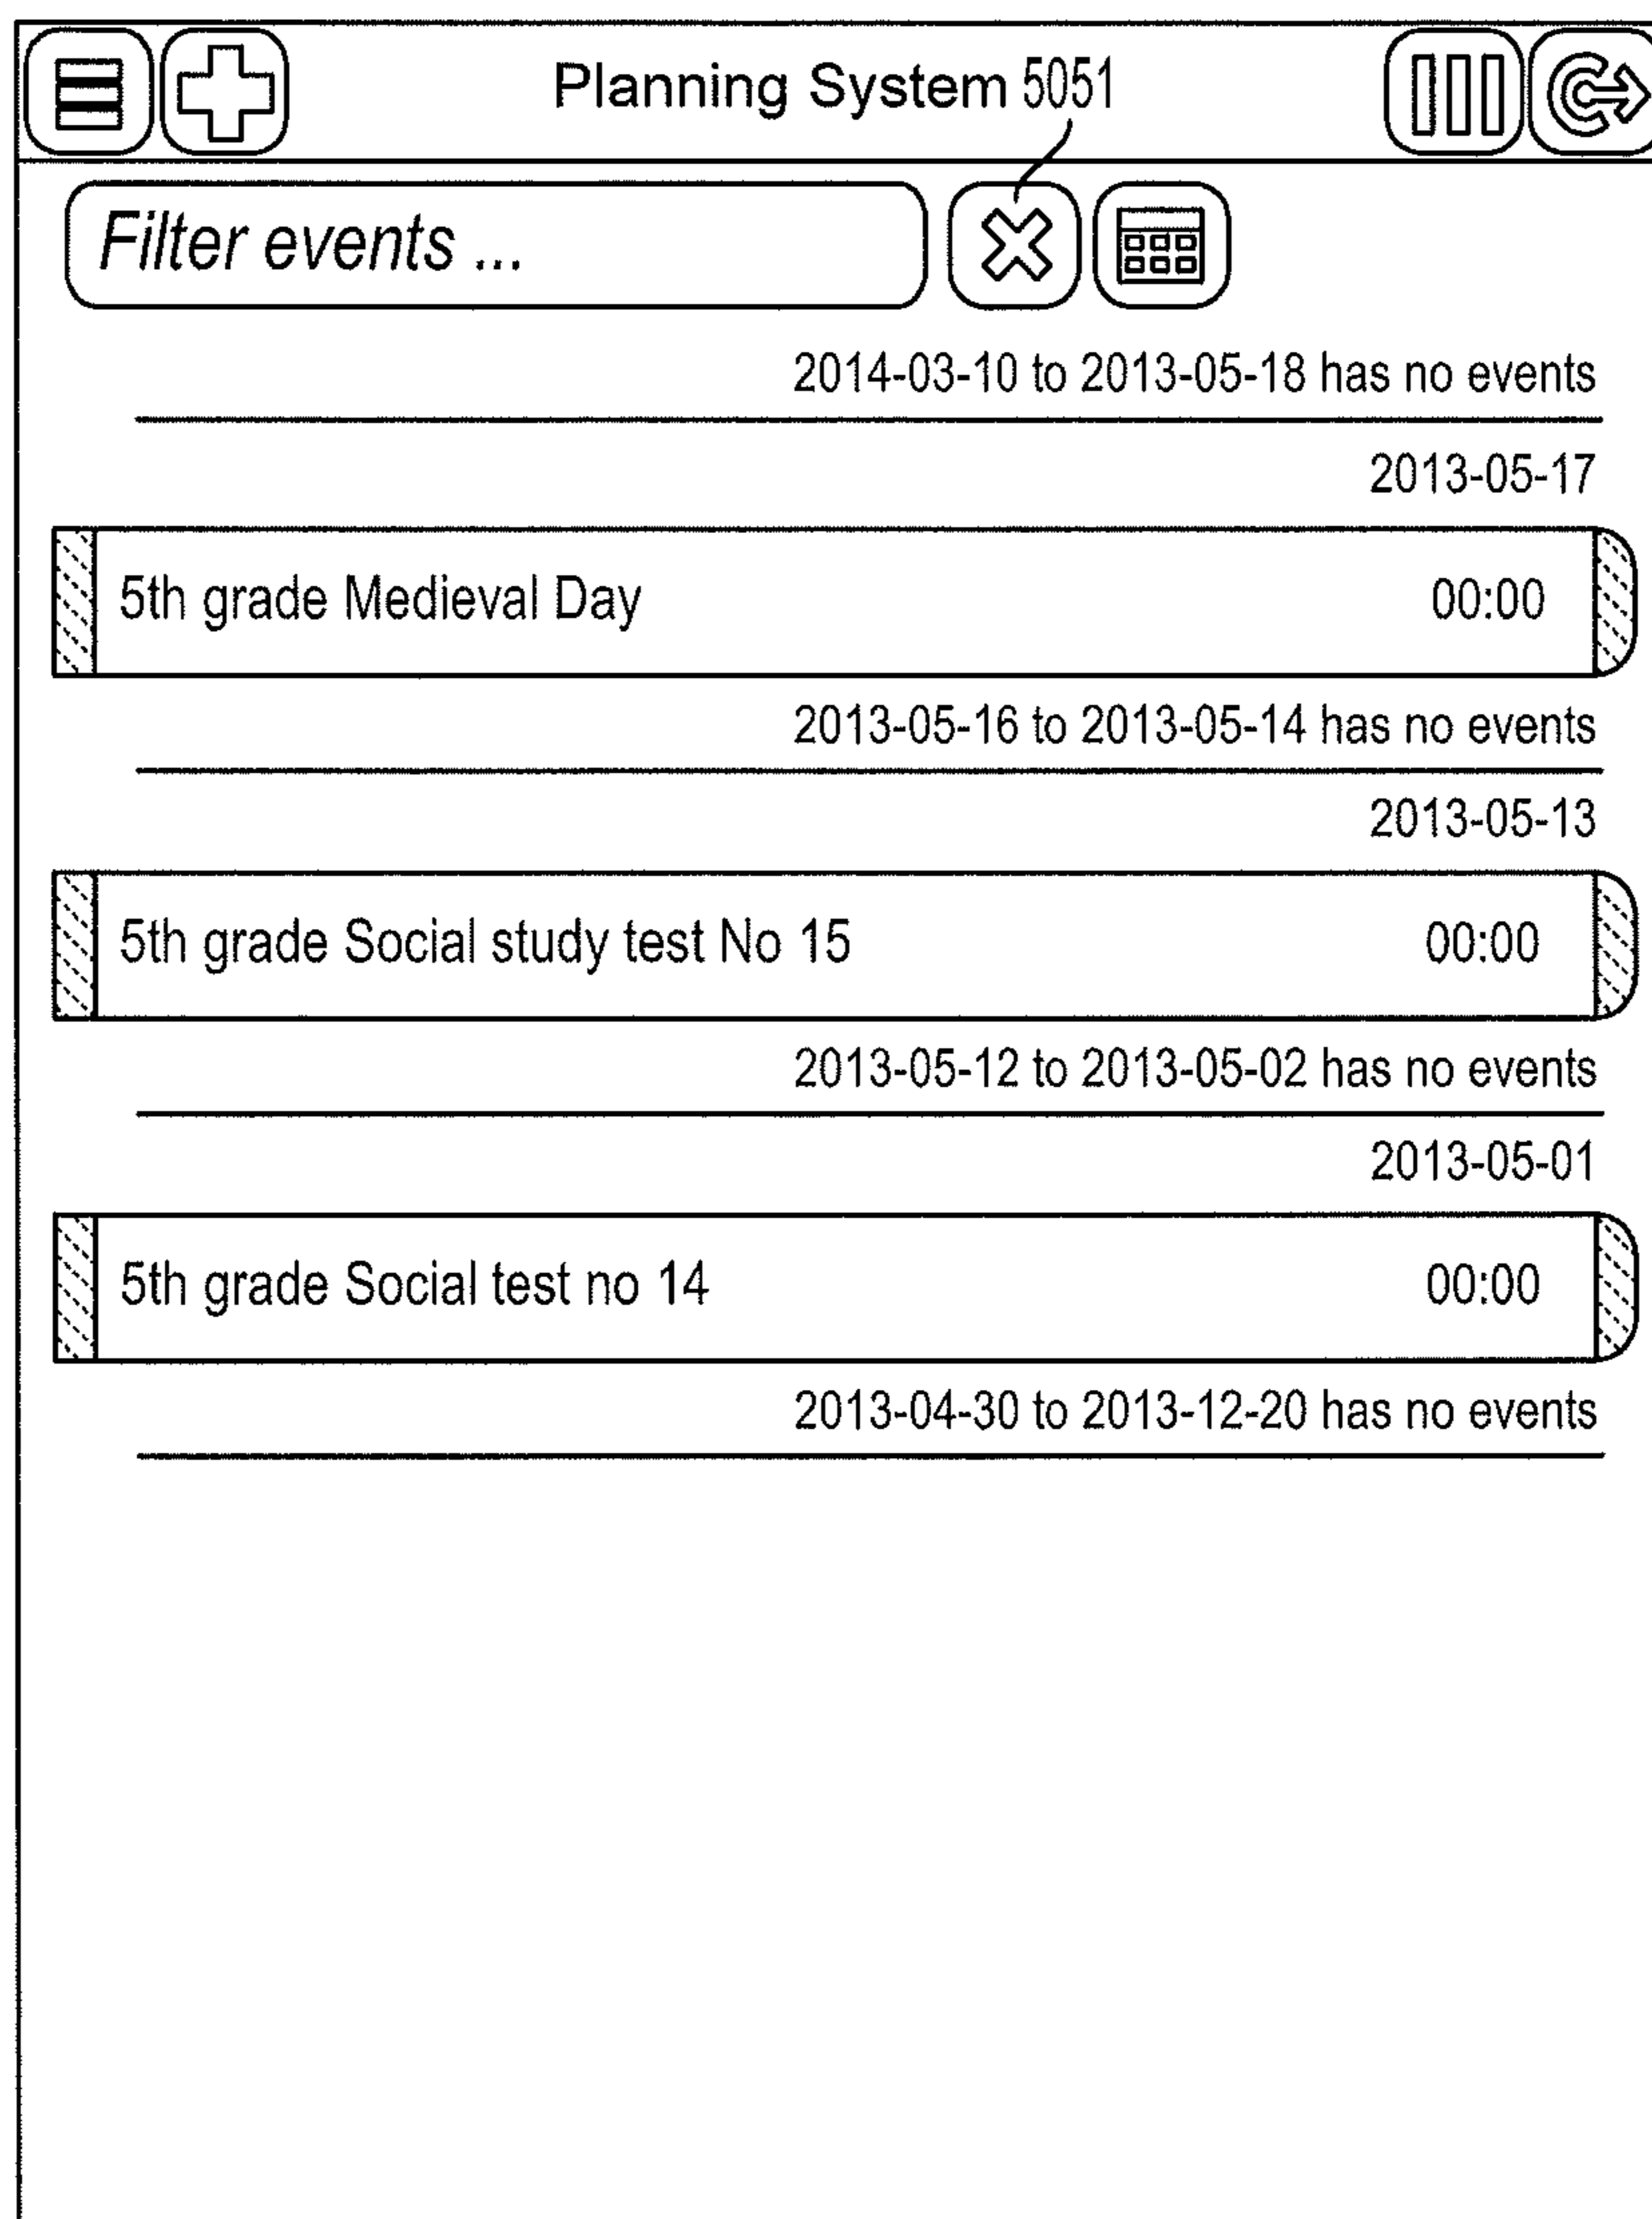 Planning System 5051
Filter events ...
2014-03-10 to 2013-05-18 has no events
2013-05-17
5th grade Medieval Day 00:00
2013-05-16 to 2013-05-14 has no events
2013-05-13
5th grade Social study test No 15 00:00
2013-05-12 to 2013-05-02 has no events
2013-05-01
5th grade Social test no 14 00:00
2013-04-30 to 2013-12-20 has no events